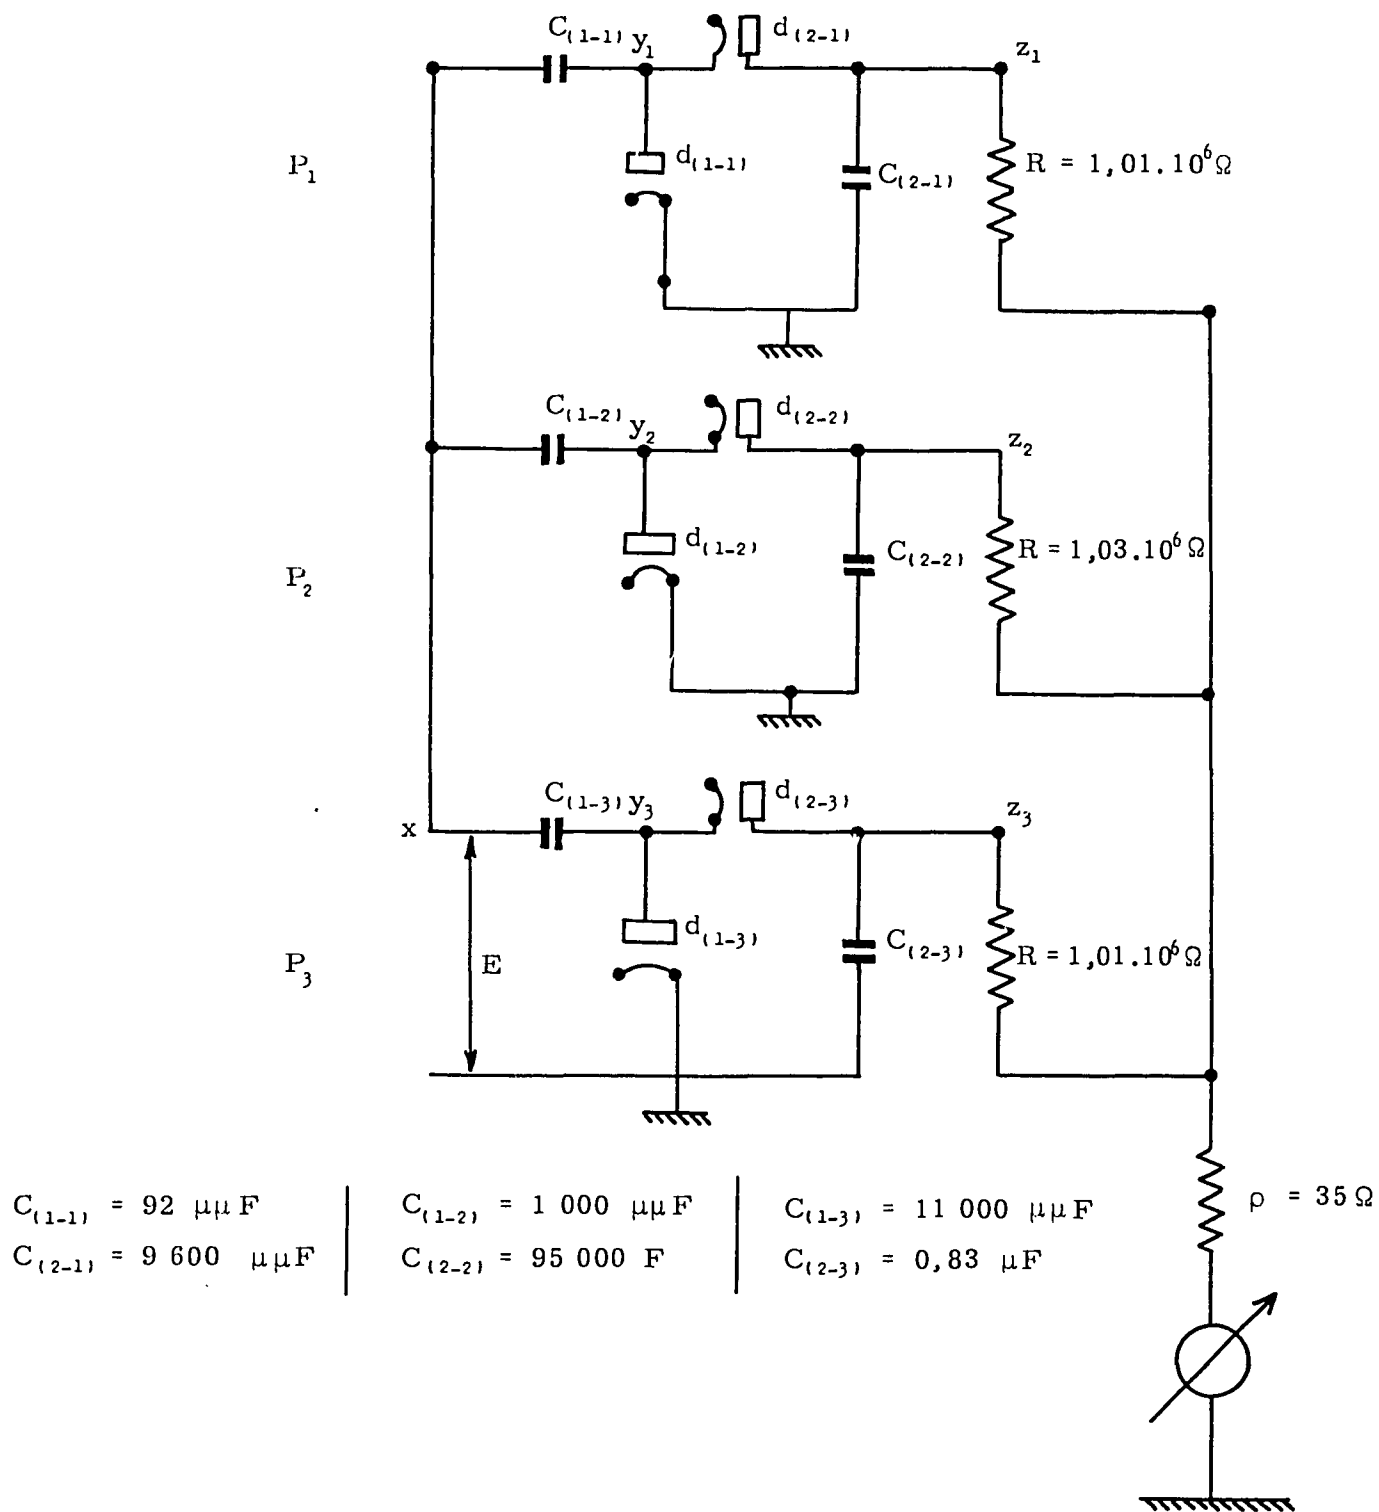 C(1-1) y₁ d(2-1) z₁
P₁ d(1-1) C(2-1) R = 1,01.10⁶Ω
C(1-2) y₂ d(2-2) z₂
P₂ d(1-2) C(2-2) R = 1,03.10⁶Ω
C(1-3) y₃ d(2-3) z₃
x
P₃ E d(1-3) C(2-3) R = 1,01.10⁶Ω
C(1-1) = 92 μμF
C(2-1) = 9 600 μμF
C(1-2) = 1 000 μμF
C(2-2) = 95 000 F
C(1-3) = 11 000 μμF
C(2-3) = 0,83 μF
ρ = 35 Ω